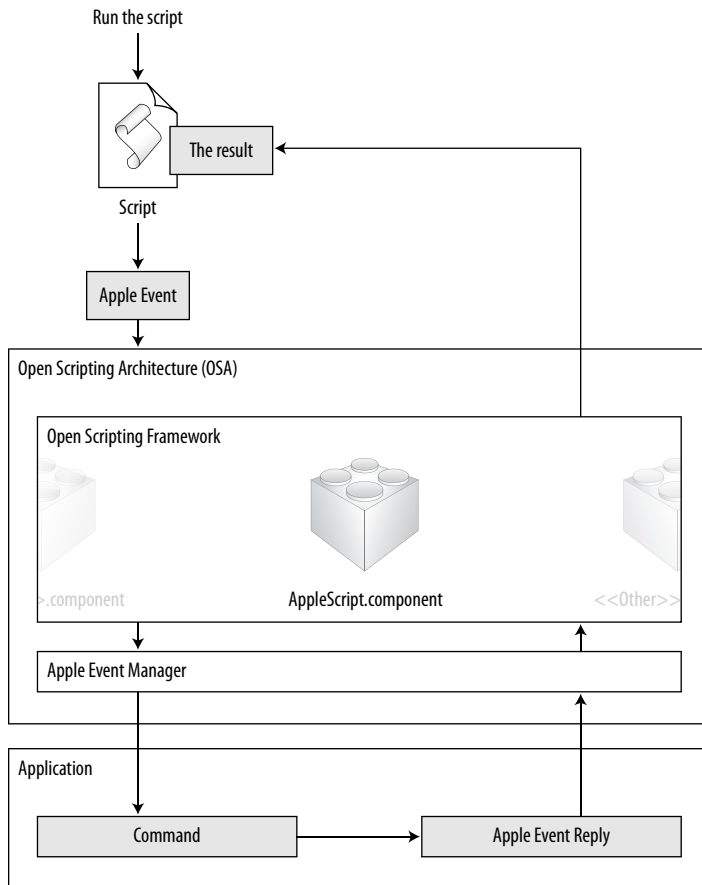 Run the script
The result
Script
Apple Event
Open Scripting Architecture (OSA)
Open Scripting Framework
>.component
AppleScript.component
<<Other>>
Apple Event Manager
Application
Command
Apple Event Reply